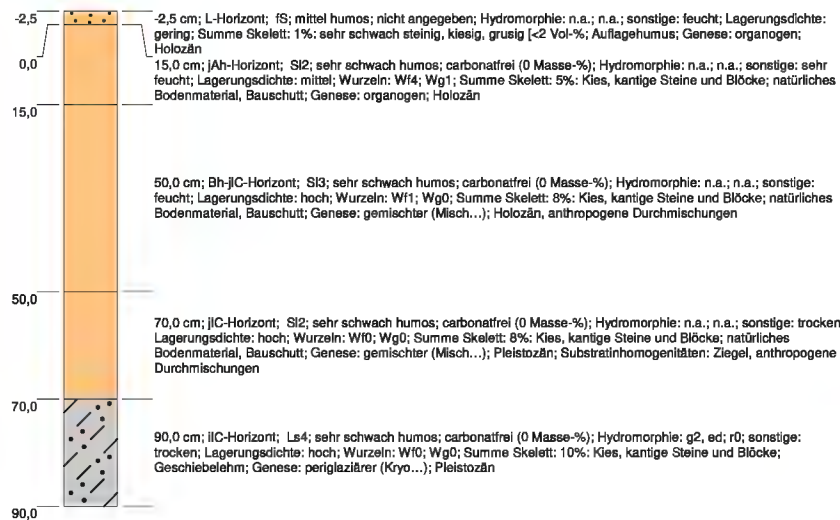 -2,5
-2,5 cm; L-Horizont; fS; mittel humos; nicht angegeben; Hydromorphie: n.a.; n.a.; sonstige: feucht; Lagerungsdichte:
gering; Summe Skelett: 1%: sehr schwach steinig, kiesig, grusig [<2 Vol-%; Auflagehumus; Genese: organogen;
Holozän
0,0
15,0 cm; jAh-Horizont; Sl2; sehr schwach humos; carbonatfrei (0 Masse-%); Hydromorphie: n.a.; n.a.; sonstige: sehr
feucht; Lagerungsdichte: mittel; Wurzeln: Wf4; Wg1; Summe Skelett: 5%: Kies, kantige Steine und Blöcke; natürliches
Bodenmaterial, Bauschutt; Genese: organogen; Holozän
15,0
50,0 cm; Bh-jlC-Horizont; Sl3; sehr schwach humos; carbonatfrei (0 Masse-%); Hydromorphie: n.a.; n.a.; sonstige:
feucht; Lagerungsdichte: hoch; Wurzeln: Wf1; Wg0; Summe Skelett: 8%: Kies, kantige Steine und Blöcke; natürliches
Bodenmaterial, Bauschutt; Genese: gemischter (Misch...); Holozän, anthropogene Durchmischungen
50,0
70,0 cm; jlC-Horizont; Sl2; sehr schwach humos; carbonatfrei (0 Masse-%); Hydromorphie: n.a.; n.a.; sonstige: trocken
Lagerungsdichte: hoch; Wurzeln: Wf0; Wg0; Summe Skelett: 8%: Kies, kantige Steine und Blöcke; natürliches
Bodenmaterial, Bauschutt; Genese: gemischter (Misch...); Pleistozän; Substratinhomogenitäten: Ziegel, anthropogene
Durchmischungen
70,0
90,0 cm; ilC-Horizont; Ls4; sehr schwach humos; carbonatfrei (0 Masse-%); Hydromorphie: g2, ed; r0; sonstige:
trocken; Lagerungsdichte: hoch; Wurzeln: Wf0; Wg0; Summe Skelett: 10%: Kies, kantige Steine und Blöcke;
Geschiebelehm; Genese: periglaziärer (Kryo...); Pleistozän
90,0